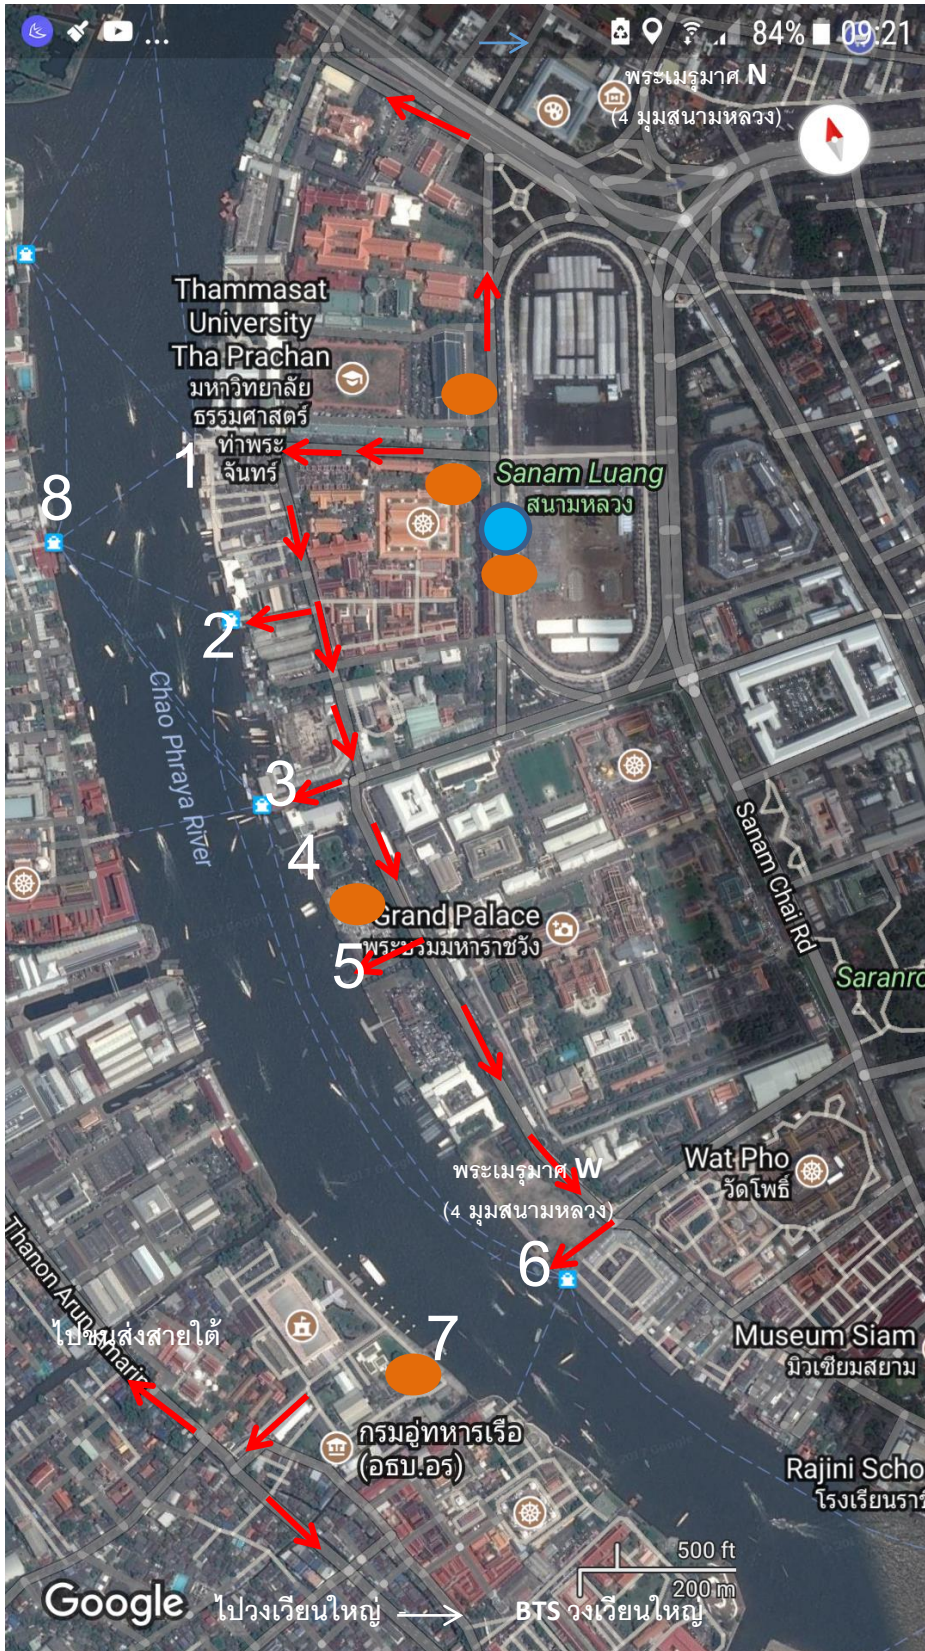 ... 84% 09:21
พระเมรุมาศ N
(4 มุมสนามหลวง)
Thammasat
University
Tha Prachan
มหาวิทยาลัย
ธรรมศาสตร์
ท่าพระ
จันทร์
1
Sanam Luang
สนามหลวง
8
2
Chao Phraya River
3
4
Sanam Chai Rd
Grand Palace
พระบรมมหาราชวัง
5
Saranro
Wat Pho
วัดโพธิ์
พระเมรุมาศ W
(4 มุมสนามหลวง)
6
Thanon Arun Amarin
ไปขนส่งสายใต้
7
Museum Siam
มิวเซียมสยาม
กรมอู่ทหารเรือ
(อธบ.อร)
Rajini Scho
โรงเรียนราชิ
500 ft
200 m
Google
ไปวงเวียนใหญ่ BTS วงเวียนใหญ่